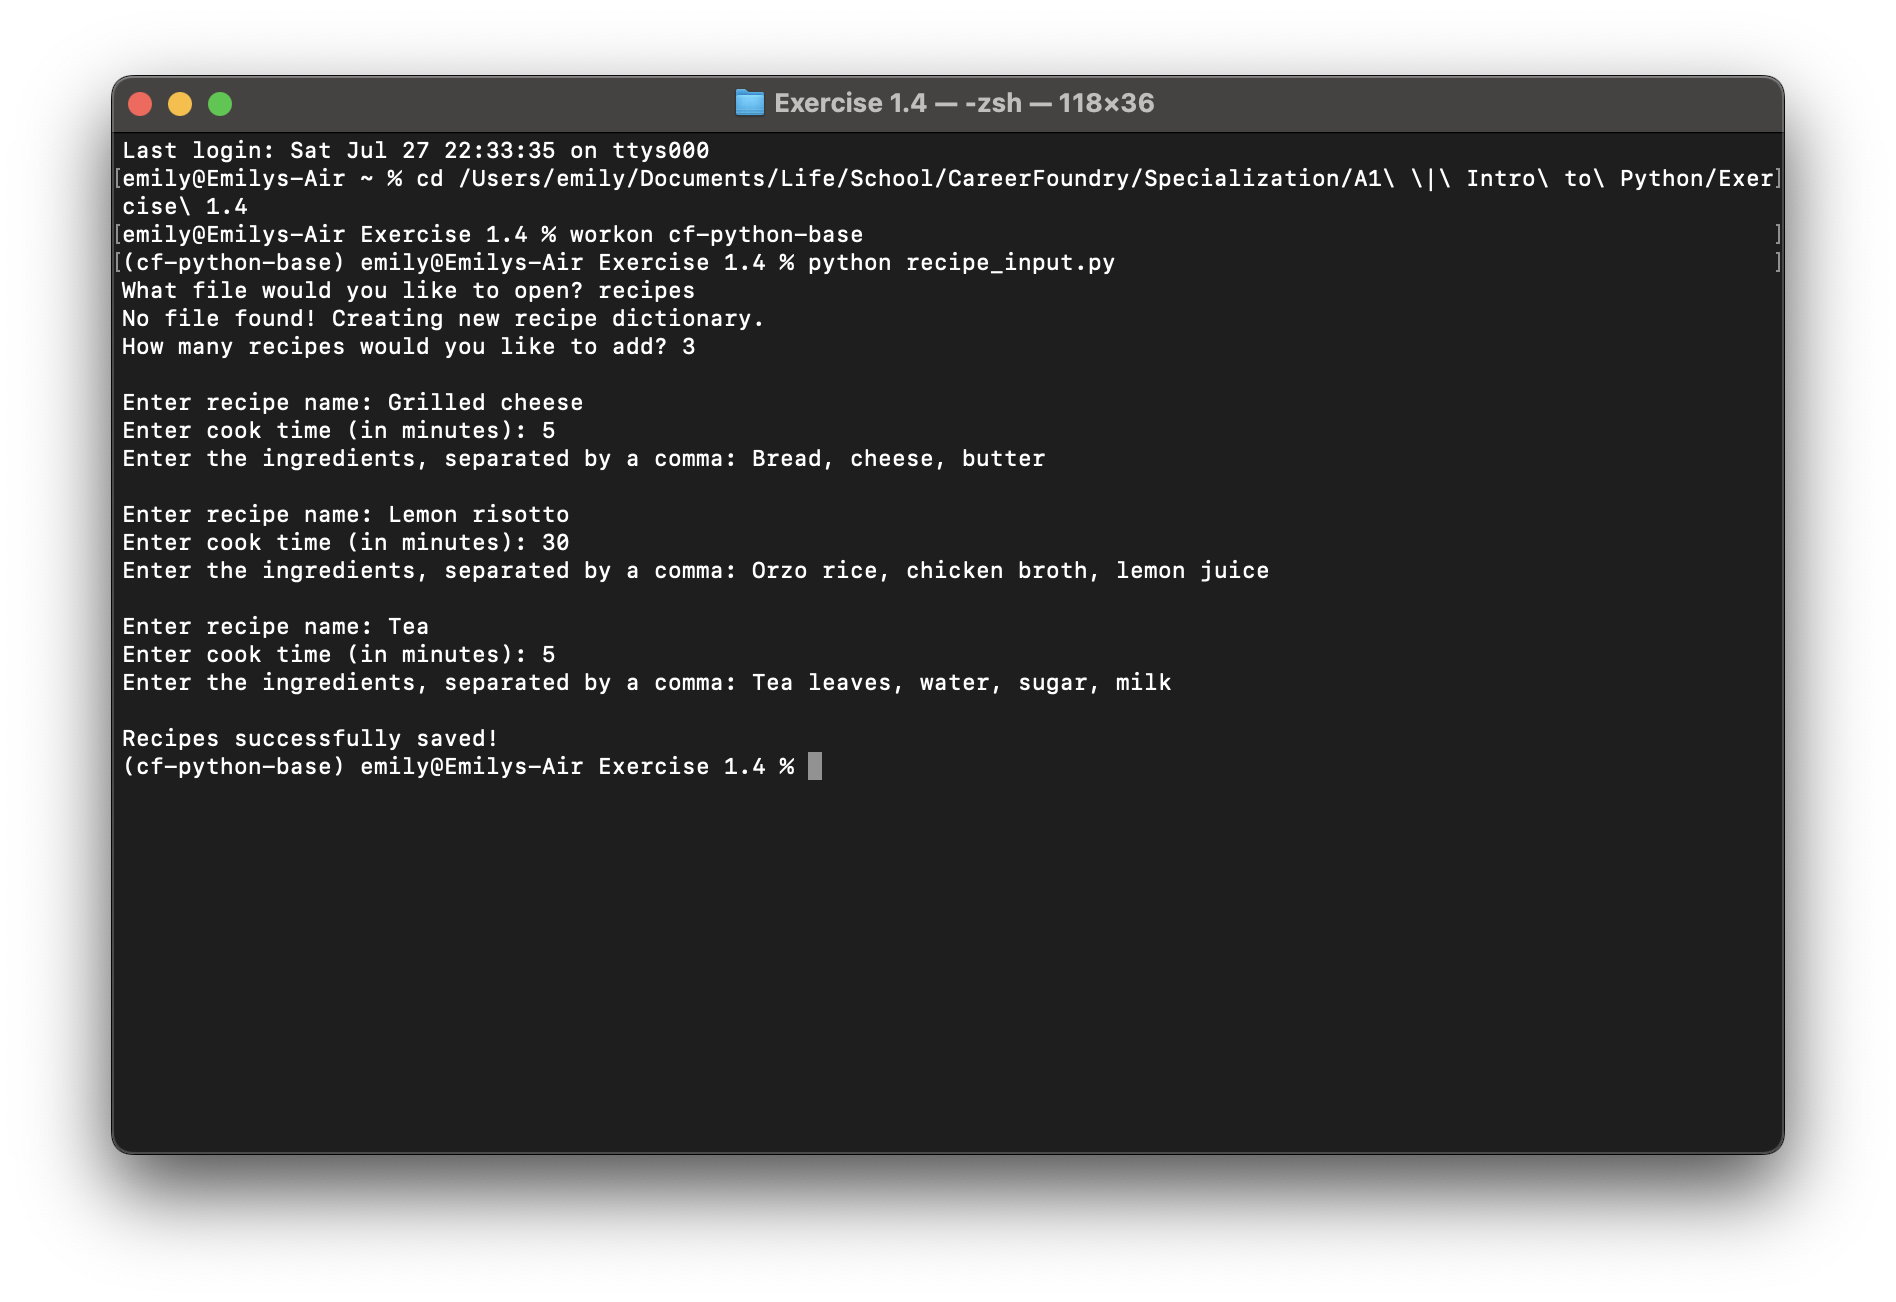 Exercise 1.4 — -zsh — 118×36
Last login: Sat Jul 27 22:33:35 on ttys000
[emily@Emilys-Air ~ % cd /Users/emily/Documents/Life/School/CareerFoundry/Specialization/A1\ \|\ Intro\ to\ Python/Exer]
cise\ 1.4
[emily@Emilys-Air Exercise 1.4 % workon cf-python-base ]
[(cf-python-base) emily@Emilys-Air Exercise 1.4 % python recipe_input.py ]
What file would you like to open? recipes
No file found! Creating new recipe dictionary.
How many recipes would you like to add? 3
Enter recipe name: Grilled cheese
Enter cook time (in minutes): 5
Enter the ingredients, separated by a comma: Bread, cheese, butter
Enter recipe name: Lemon risotto
Enter cook time (in minutes): 30
Enter the ingredients, separated by a comma: Orzo rice, chicken broth, lemon juice
Enter recipe name: Tea
Enter cook time (in minutes): 5
Enter the ingredients, separated by a comma: Tea leaves, water, sugar, milk
Recipes successfully saved!
(cf-python-base) emily@Emilys-Air Exercise 1.4 %